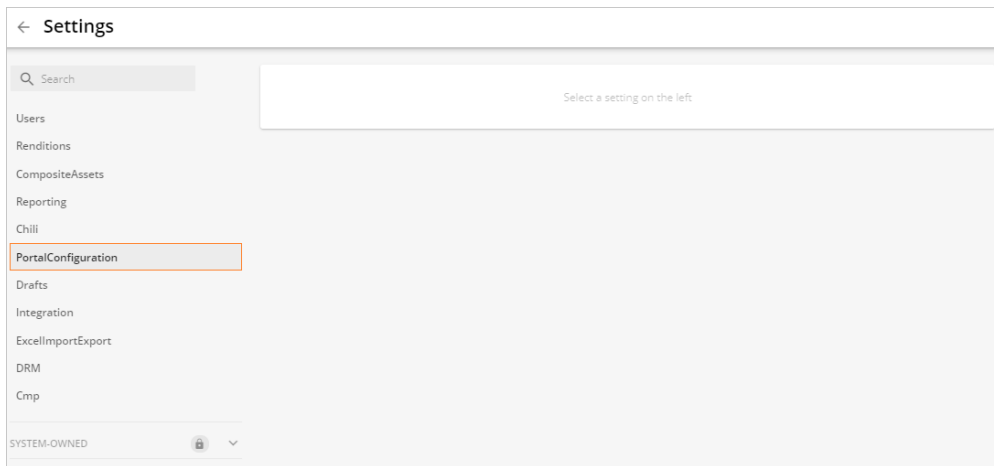 Settings
Search
Select a setting on the left
Users
Renditions
CompositeAssets
Reporting
Chili
PortalConfiguration
Drafts
Integration
ExcelImportExport
DRM
Cmp
SYSTEM-OWNED